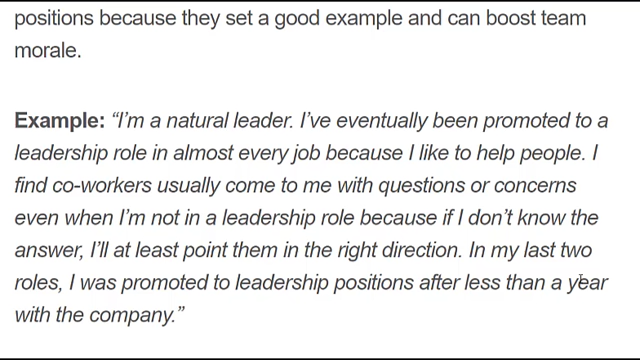 positions because they set a good example and can boost team
morale.
Example: “I’m a natural leader. I’ve eventually been promoted to a
leadership role in almost every job because I like to help people. I
find co-workers usually come to me with questions or concerns
even when I’m not in a leadership role because if I don’t know the
answer, I’ll at least point them in the right direction. In my last two
roles, I was promoted to leadership positions after less than a year
with the company.”